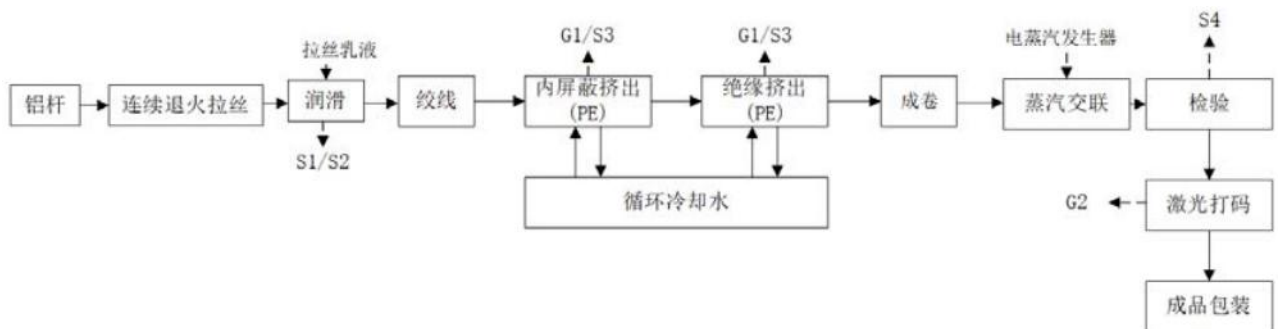 S4
G1/S3
G1/S3
电蒸汽发生器
拉丝乳液
铝杆
连续退火拉丝
润滑
绞线
内屏蔽挤出
(PE)
绝缘挤出
(PE)
成卷
蒸汽交联
检验
S1/S2
循环冷却水
G2
激光打码
成品包装